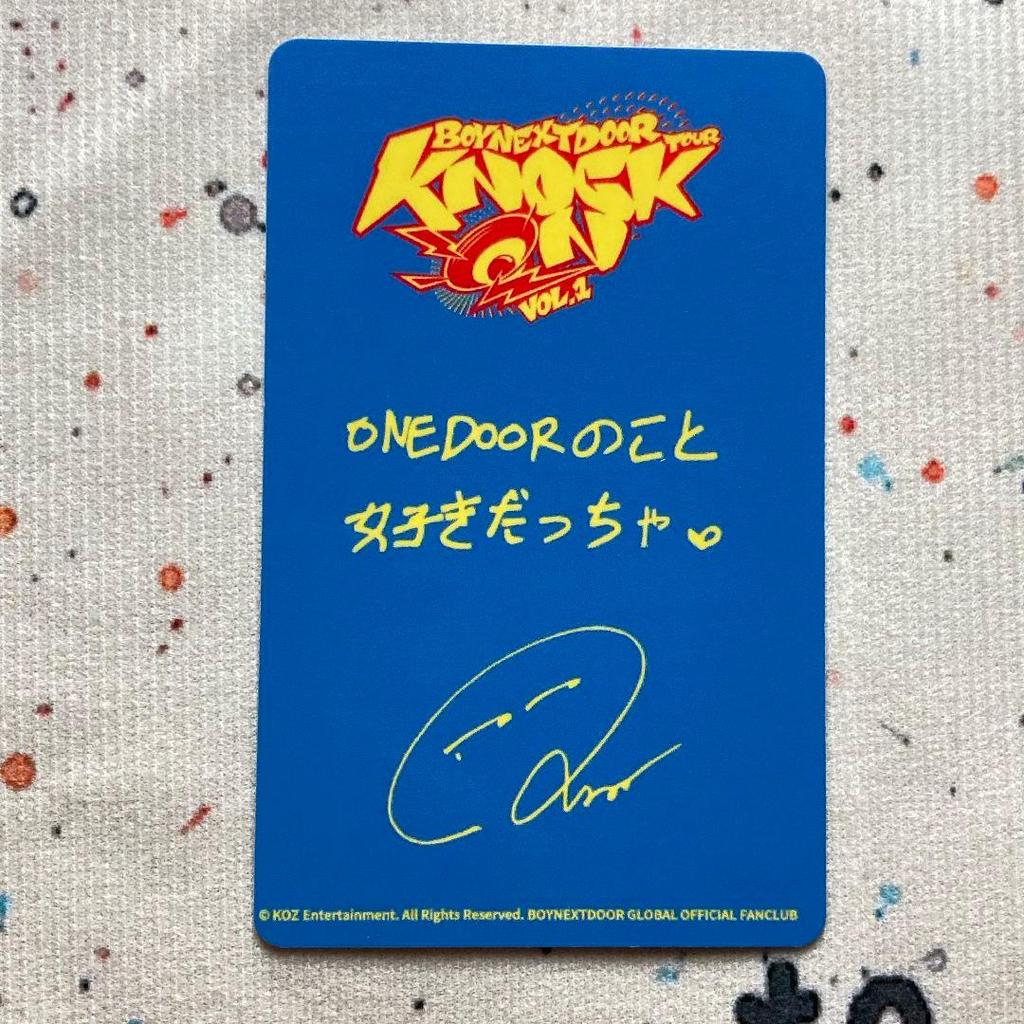 BOYNEXTDOOR TOUR
KNOCK
ON
VOL.1
ONEDOORのこと
好きだっちゃ♥
© KOZ Entertainment. All Rights Reserved. BOYNEXTDOOR GLOBAL OFFICIAL FANCLUB